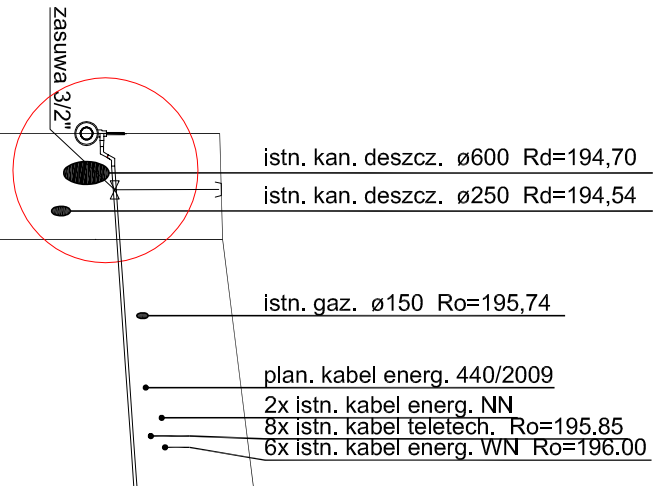 zasuwa 3/2"
istn. kan. deszcz. ø600 Rd=194,70
istn. kan. deszcz. ø250 Rd=194,54
istn. gaz. ø150 Ro=195,74
plan. kabel energ. 440/2009
2x istn. kabel energ. NN
8x istn. kabel teletech. Ro=195.85
6x istn. kabel energ. WN Ro=196.00